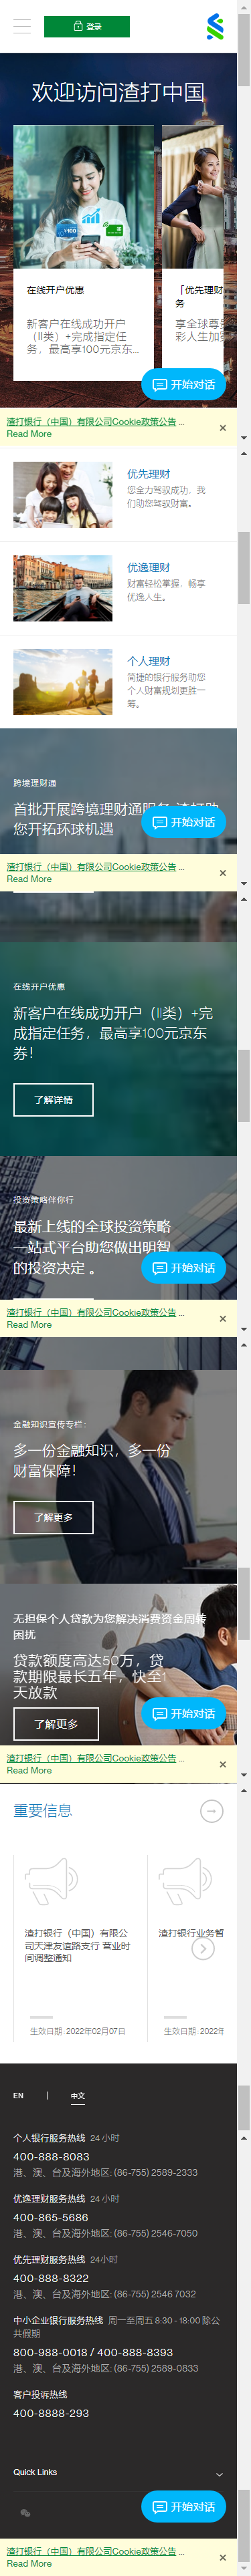 登录
欢迎访问渣打中国
在线开户优惠
新客户在线成功开户
(II类)+完成指定任
务，最高享100元京东...
「优先理财
务
享全球尊
彩人生加
开始对话
渣打银行（中国）有限公司Cookie政策公告 ...
Read More
×
优先理财
您全力驾驭成功，我
们助您驾驭财富。
优逸理财
财富轻松掌握，畅享
优逸人生。
个人理财
简捷的银行服务助您
个人财富规划更胜一
筹。
跨境理财通
首批开展跨境理财通服务
您开拓环球机遇
开始对话
渣打银行（中国）有限公司Cookie政策公告 ...
Read More
×
在线开户优惠
新客户在线成功开户（II类）+完
成指定任务，最高享100元京东
券！
了解详情
投资策略伴你行
最新上线的全球投资策略
一站式平台助您做出明智
的投资决定 。
开始对话
渣打银行（中国）有限公司Cookie政策公告 ...
Read More
×
金融知识宣传专栏：
多一份金融知识，多一份
财富保障！
了解更多
无担保个人贷款为您解决消费资金周转
困扰
贷款额度高达50万，贷
款期限最长五年，快至1
天放款
了解更多
开始对话
渣打银行（中国）有限公司Cookie政策公告 ...
Read More
×
重要信息
渣打银行（中国）有限公
司天津友谊路支行 营业时
间调整通知
生效日期 :2022年02月07日
渣打银行业务暂
生效日期 :2022年
EN | 中文
个人银行服务热线 24 小时
400-888-8083
港、澳、台及海外地区: (86-755) 2589-2333
优逸理财服务热线 24 小时
400-865-5686
港、澳、台及海外地区: (86-755) 2546-7050
优先理财服务热线 24小时
400-888-8322
港、澳、台及海外地区: (86-755) 2546 7032
中小企业银行服务热线 周一至周五 8:30 - 18:00 除公
共假期
800-988-0018 / 400-888-8393
港、澳、台及海外地区: (86-755) 2589-0833
客户投诉热线
400-8888-293
Quick Links
开始对话
渣打银行（中国）有限公司Cookie政策公告 ...
Read More
×